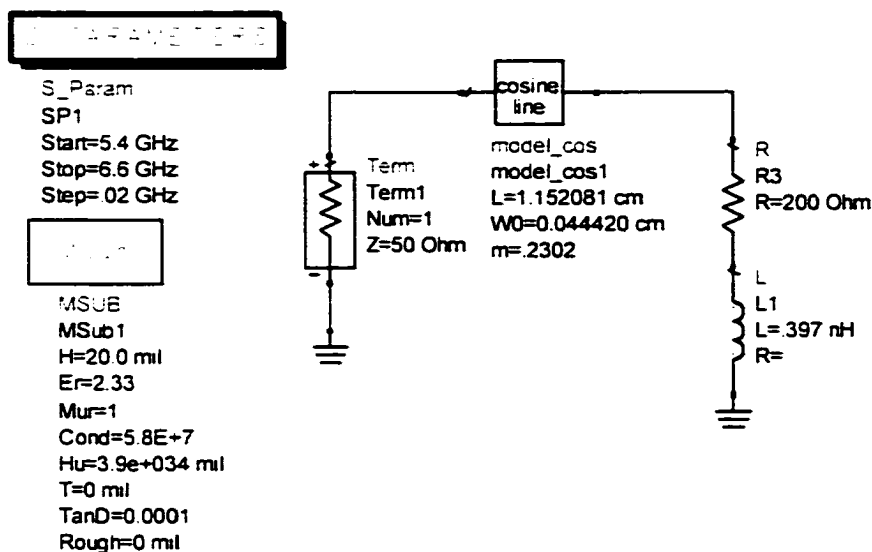 S_Param
SP1
Start=5.4 GHz
Stop=6.6 GHz
Step=.02 GHz
MSUB
MSub1
H=20.0 mil
Er=2.33
Mur=1
Cond=5.8E+7
Hu=3.9e+034 mil
T=0 mil
TanD=0.0001
Rough=0 mil
+
Term
Term1
Num=1
Z=50 Ohm
-
cosine
line
model_cos
model_cos1
L=1.152081 cm
W0=0.044420 cm
m=.2302
R
R3
R=200 Ohm
L
L1
L=.397 nH
R=